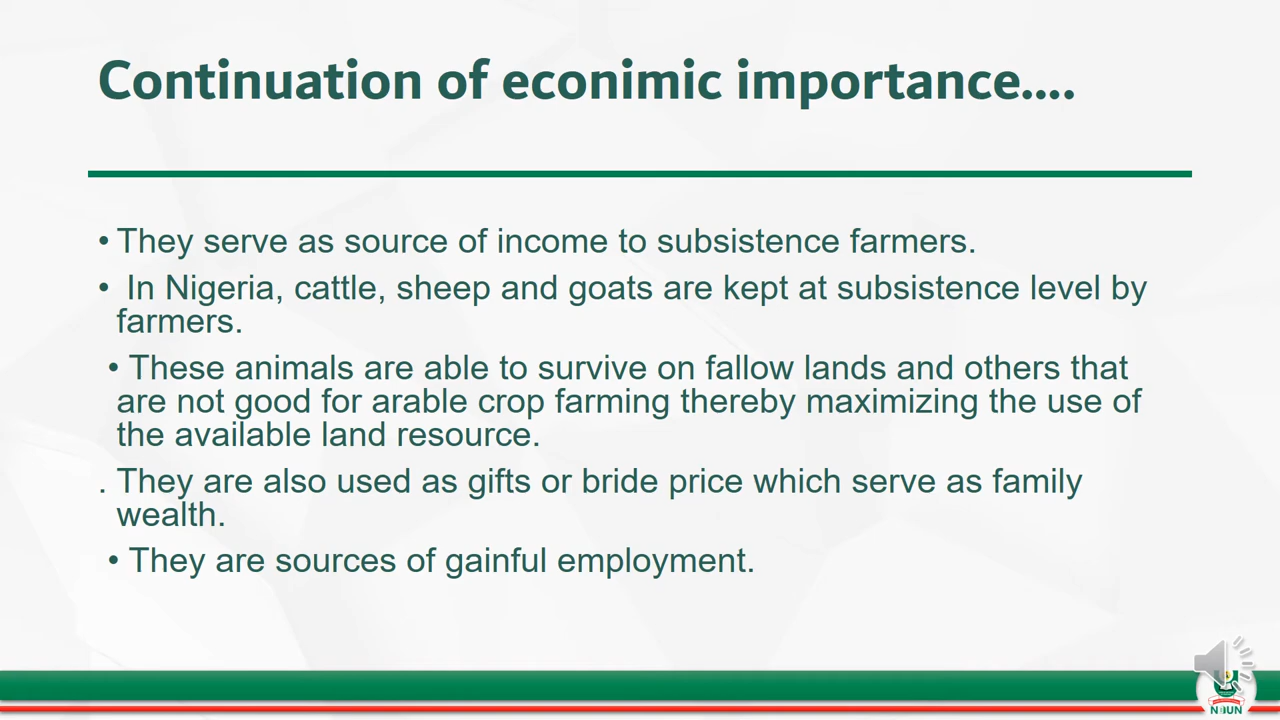 Continuation of econimic importance....
• They serve as source of income to subsistence farmers.
• In Nigeria, cattle, sheep and goats are kept at subsistence level by
farmers.
• These animals are able to survive on fallow lands and others that
are not good for arable crop farming thereby maximizing the use of
the available land resource.
. They are also used as gifts or bride price which serve as family
wealth.
• They are sources of gainful employment.
NOUN